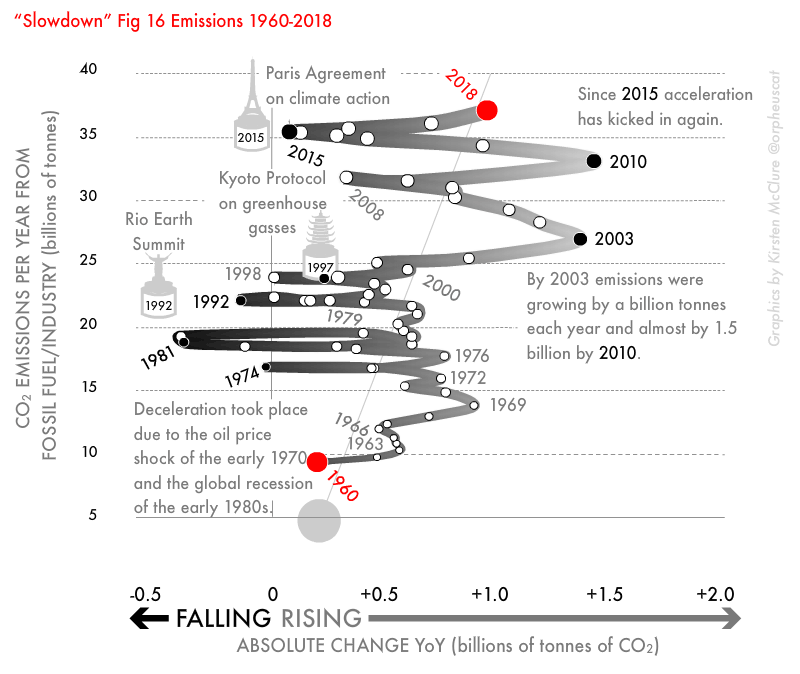 “Slowdown” Fig 16 Emissions 1960-2018
40
35
30
25
20
15
10
5
CO2 EMISSIONS PER YEAR FROM
FOSSIL FUEL/INDUSTRY (billions of tonnes)
Paris Agreement
on climate action
2015
2015
2018
Since 2015 acceleration
has kicked in again.
2010
Kyoto Protocol
on greenhouse
gasses
1997
2008
Rio Earth
Summit
1992
2003
1998
2000
1992
1979
By 2003 emissions were
growing by a billion tonnes
each year and almost by 1.5
billion by 2010.
1981
1976
1974
1972
1969
1966
1963
1960
Deceleration took place
due to the oil price
shock of the early 1970
and the global recession
of the early 1980s.
-0.5
0
+0.5
+1.0
+1.5
+2.0
FALLING RISING
ABSOLUTE CHANGE YoY (billions of tonnes of CO2)
Graphics by Kirsten McClure @orpheuscat